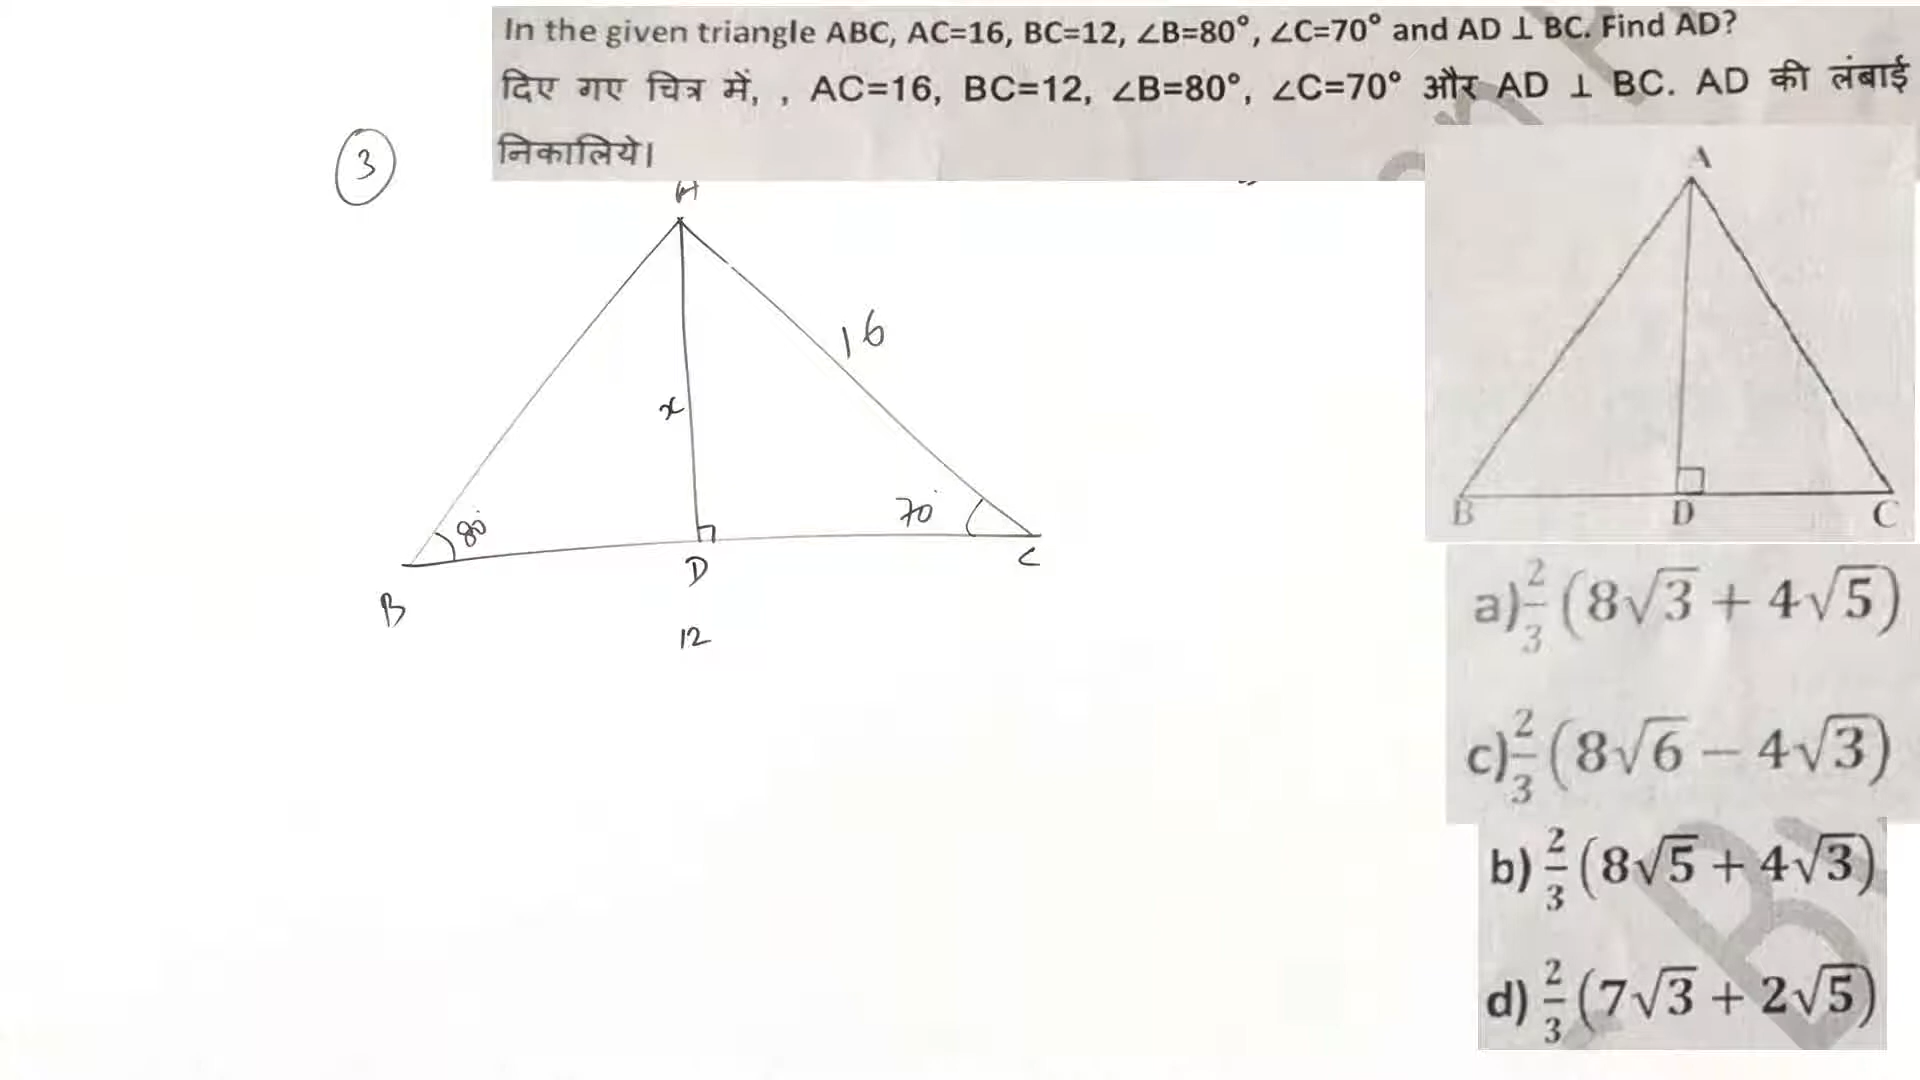 In the given triangle ABC, AC=16, BC=12, ∠B=80°, ∠C=70° and AD ⊥ BC. Find AD?
दिए गए चित्र में, , AC=16, BC=12, ∠B=80°, ∠C=70° और AD ⊥ BC. AD की लंबाई
निकालिये।
3
A
16
x
80°
70°
B
D
C
12
A
B
D
C
a) 2/3 (8√3 + 4√5)
c) 2/3 (8√6 − 4√3)
b) 2/3 (8√5 + 4√3)
d) 2/3 (7√3 + 2√5)